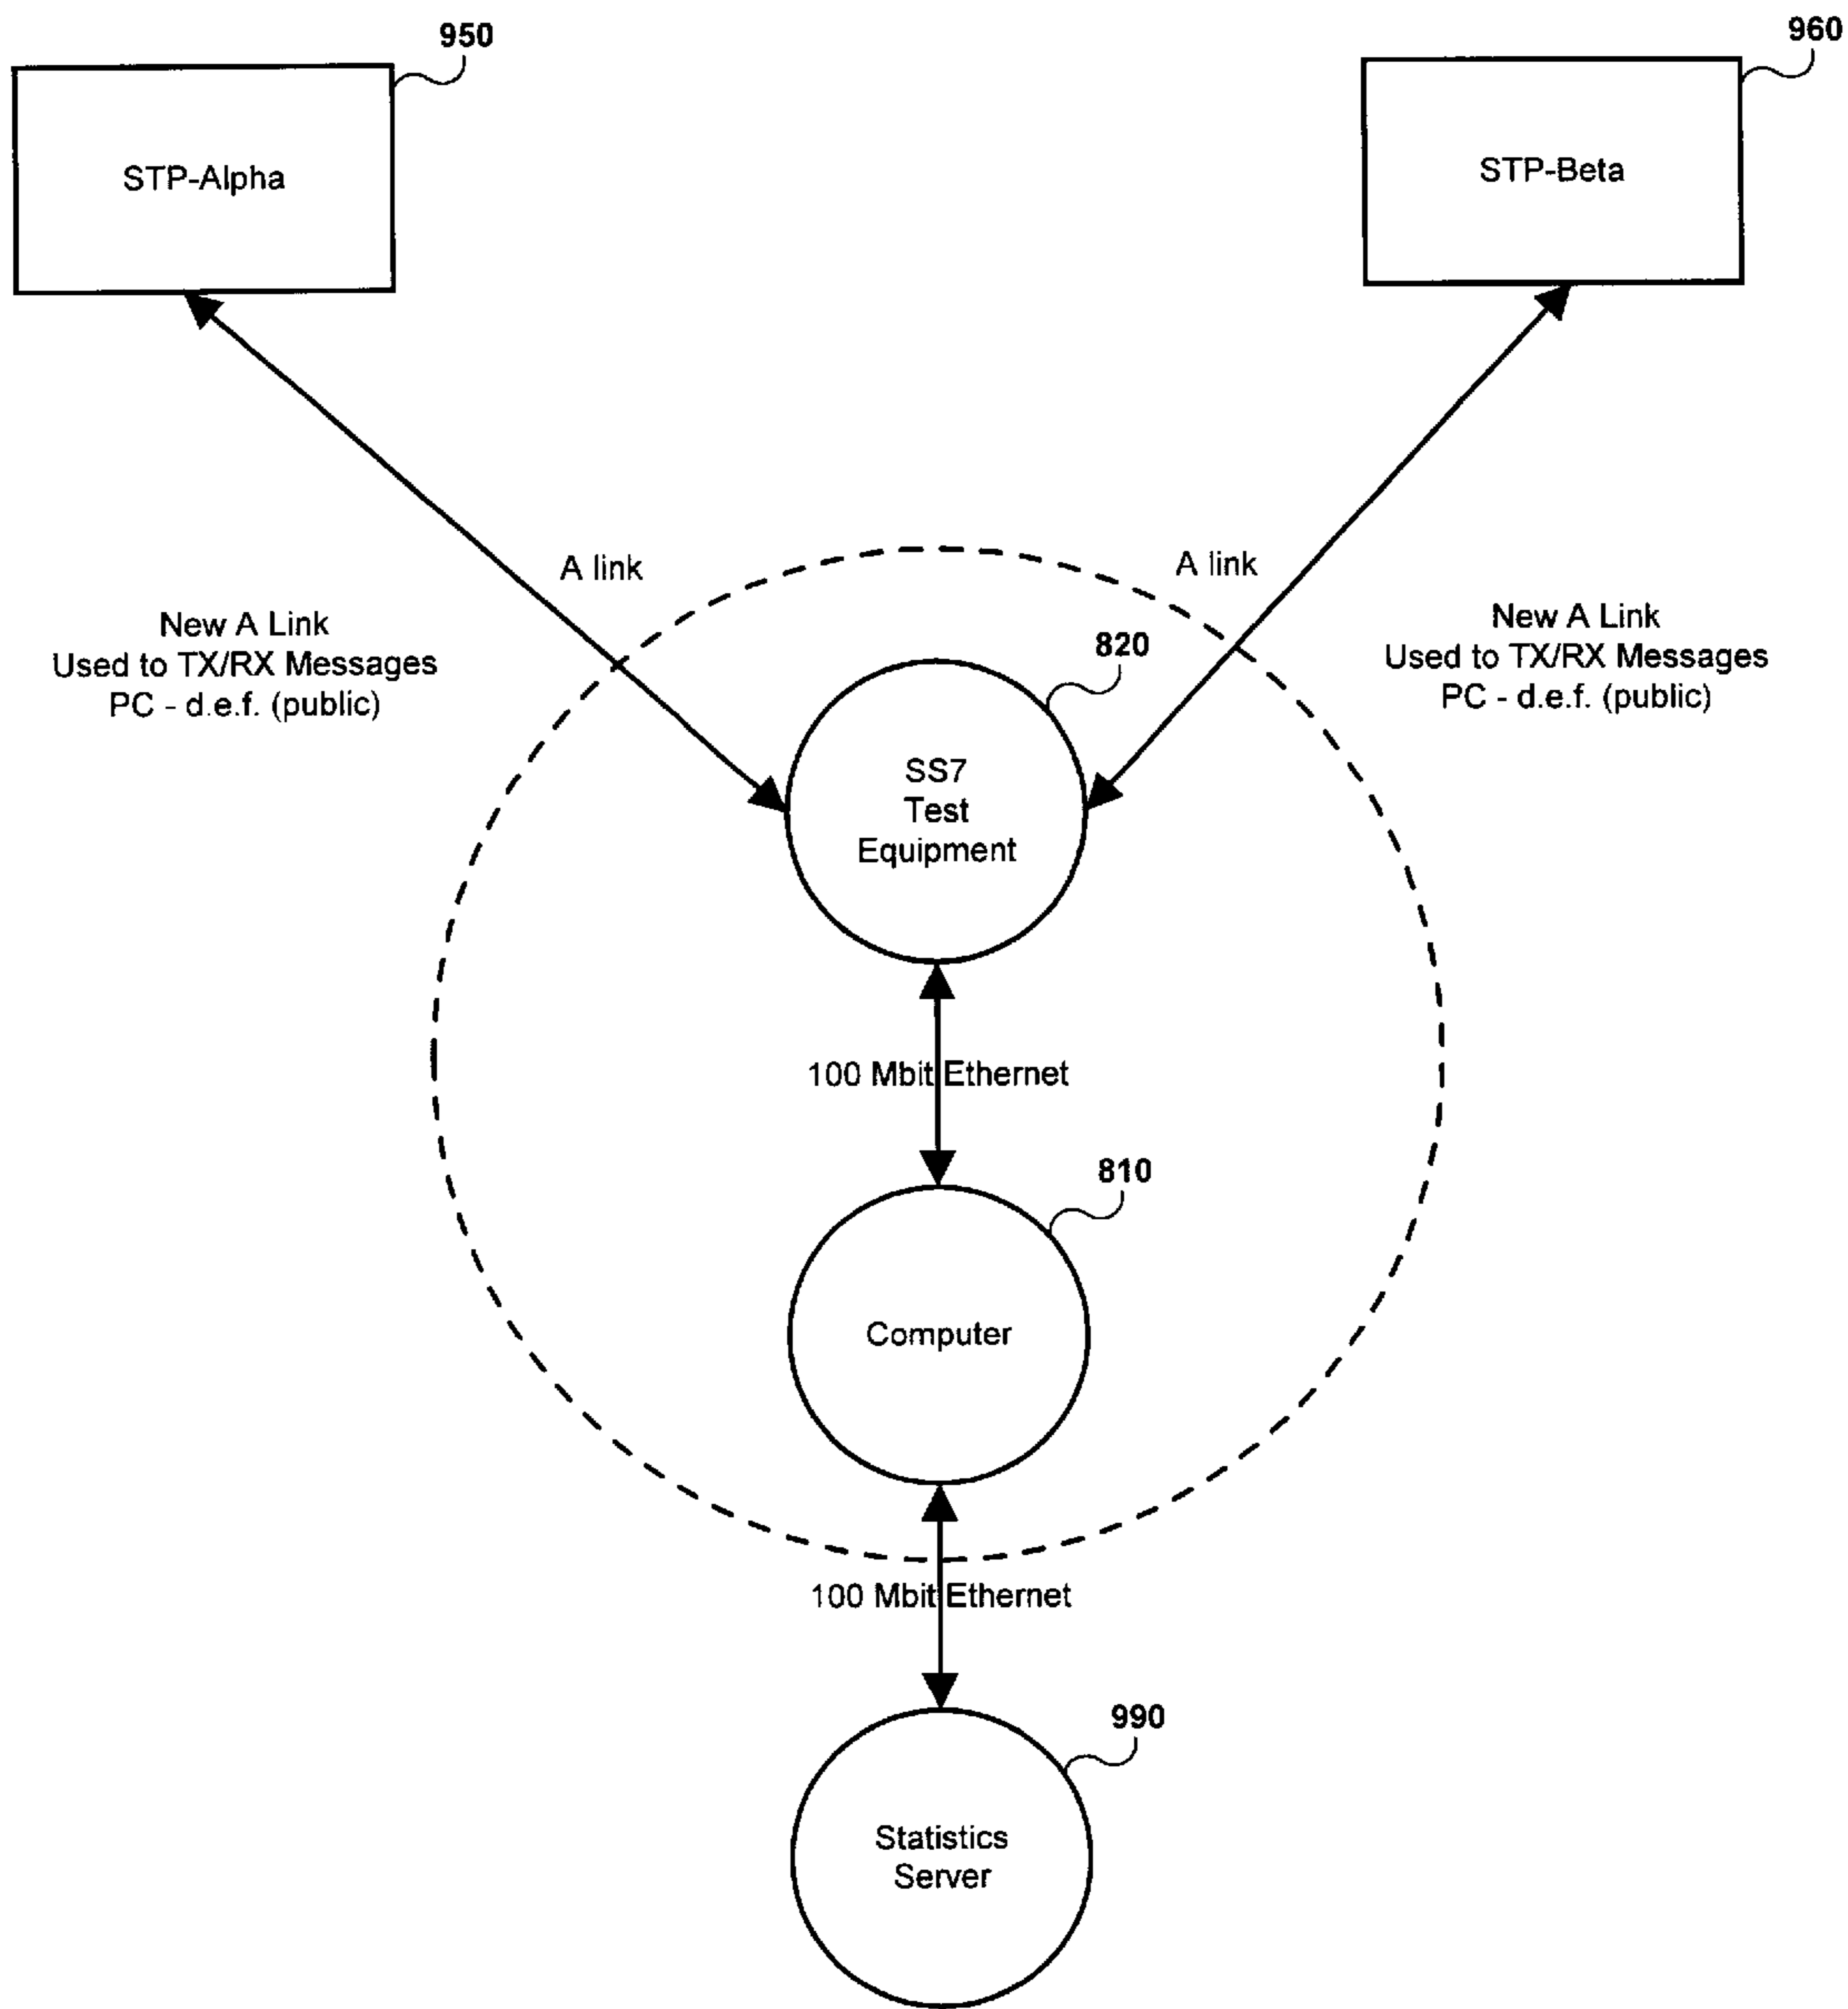 950
960
STP-Alpha
STP-Beta
A link
A link
New A Link
Used to TX/RX Messages
PC - d.e.f. (public)
New A Link
Used to TX/RX Messages
PC - d.e.f. (public)
820
SS7
Test
Equipment
100 Mbit Ethernet
810
Computer
100 Mbit Ethernet
990
Statistics
Server